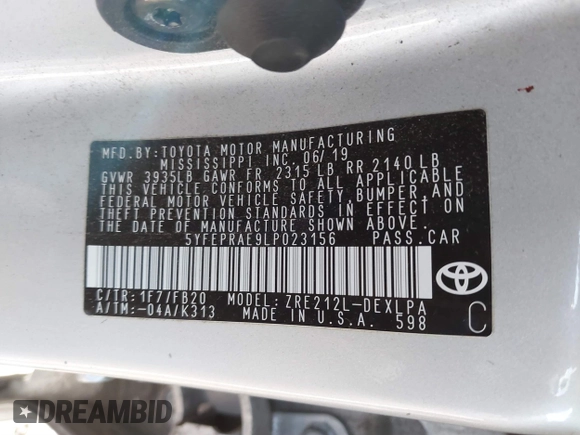 MFD. BY: TOYOTA MOTOR MANUFACTURING
MISSISSIPPI INC. 06/19
GVWR 3935LB GAWR FR 2315 LB RR 2140 LB
THIS VEHICLE CONFORMS TO ALL APPLICABLE
FEDERAL MOTOR VEHICLE SAFETY, BUMPER AND
THEFT PREVENTION STANDARDS IN EFFECT ON
THE DATE OF MANUFACTURE SHOWN ABOVE.
5YFEPRAE9LP023156 PASS. CAR
C/TR: 1F7/FB20 MODEL: ZRE212L-DEXLPA
A/TM: -04A/K313 MADE IN U.S.A. 598
C
DREAMBID